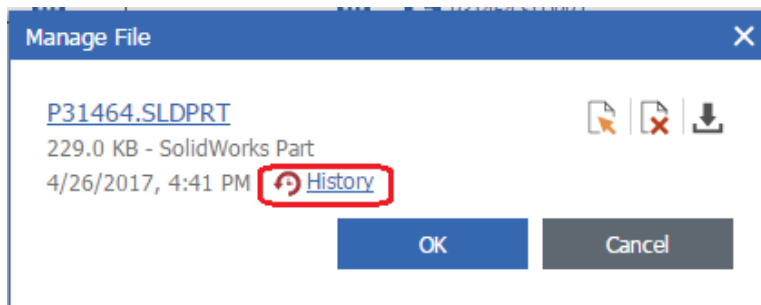 Manage File
P31464.SLDPRT
229.0 KB - SolidWorks Part
4/26/2017, 4:41 PM History
OK Cancel